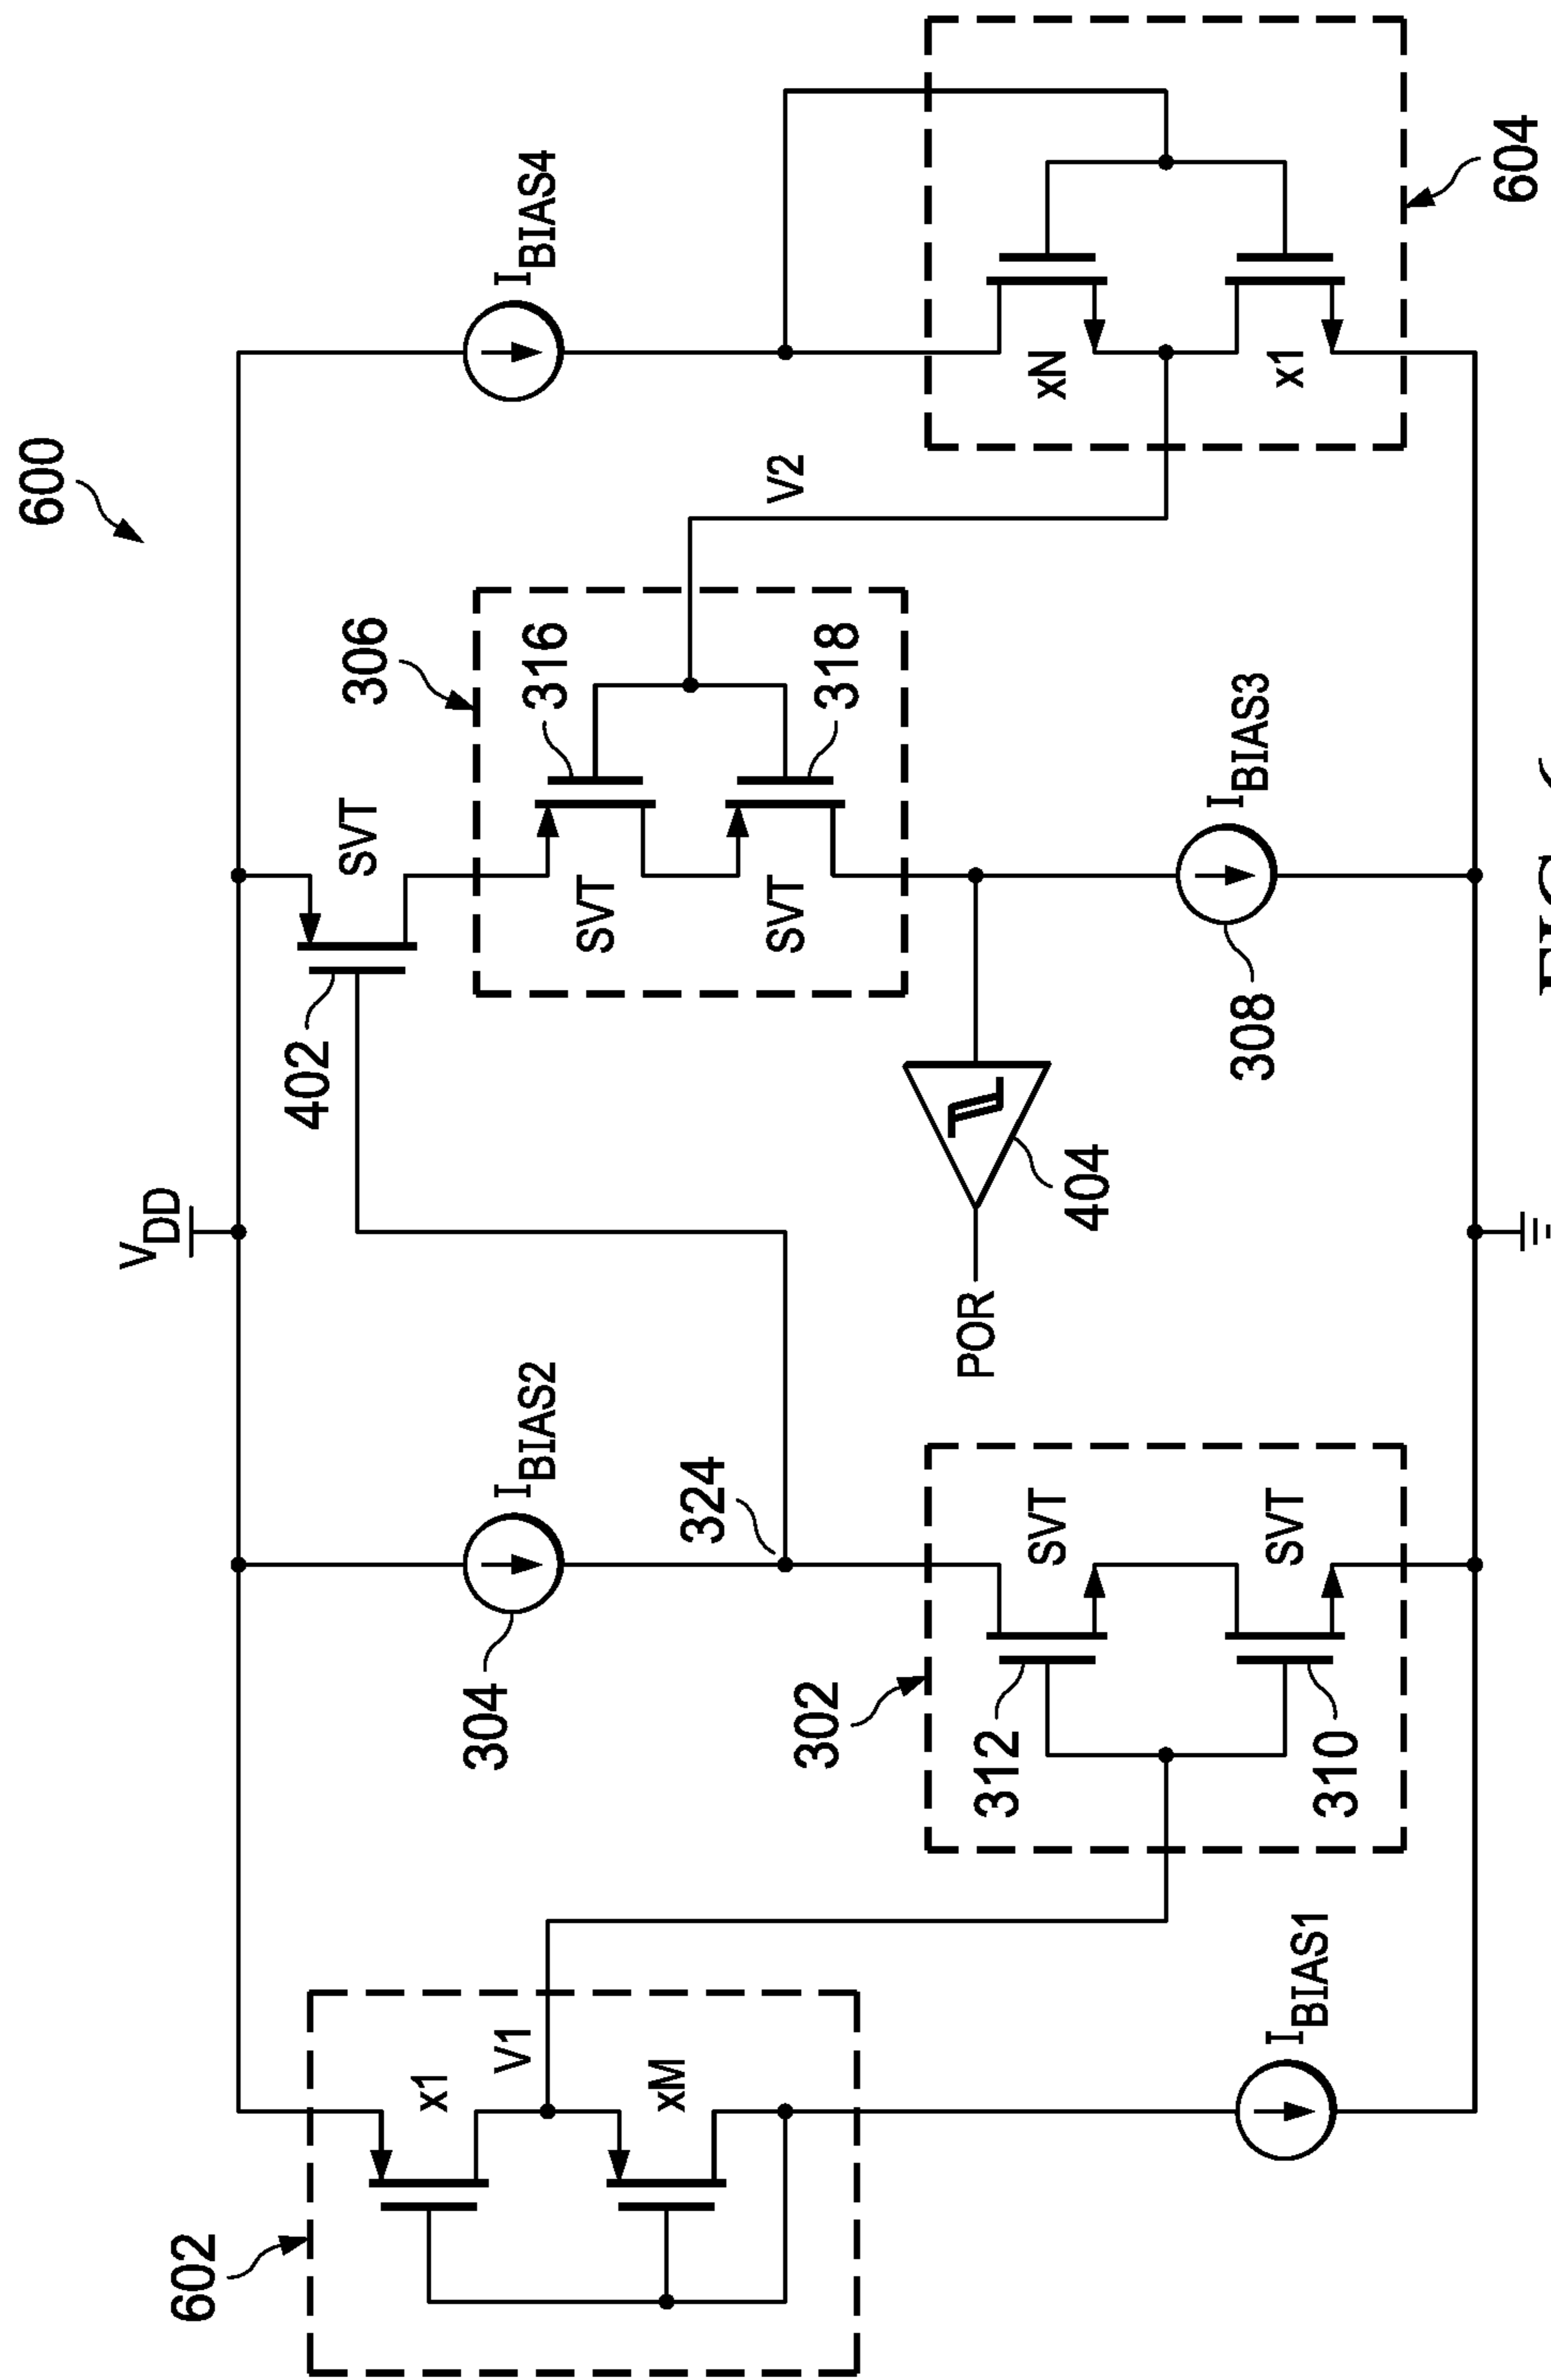 600
V_DD
602
x1
V1
xM
I_BIAS1
304
I_BIAS2
324
302
312
SVT
310
SVT
402
SVT
306
316
SVT
318
SVT
404
POR
308
I_BIAS3
V2
I_BIAS4
xN
x1
604